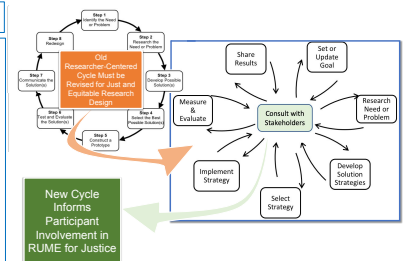 Step 1
Identify the Need
or Problem
Step 2
Research the
Need or Problem
Step 3
Develop Possible
Solution(s)
Step 4
Select the Best
Possible Solution(s)
Step 5
Construct a
Prototype
Step 6
Test and Evaluate
the Solution(s)
Step 7
Communicate the
Solution(s)
Step 8
Redesign
Old
Researcher-Centered
Cycle Must be
Revised for Just and
Equitable Research
Design
Set or
Update
Goal
Research
Need or
Problem
Develop
Solution
Strategies
Select
Strategy
Implement
Strategy
Measure
&
Evaluate
Share
Results
Consult with
Stakeholders
New Cycle
Informs
Participant
Involvement in
RUME for Justice